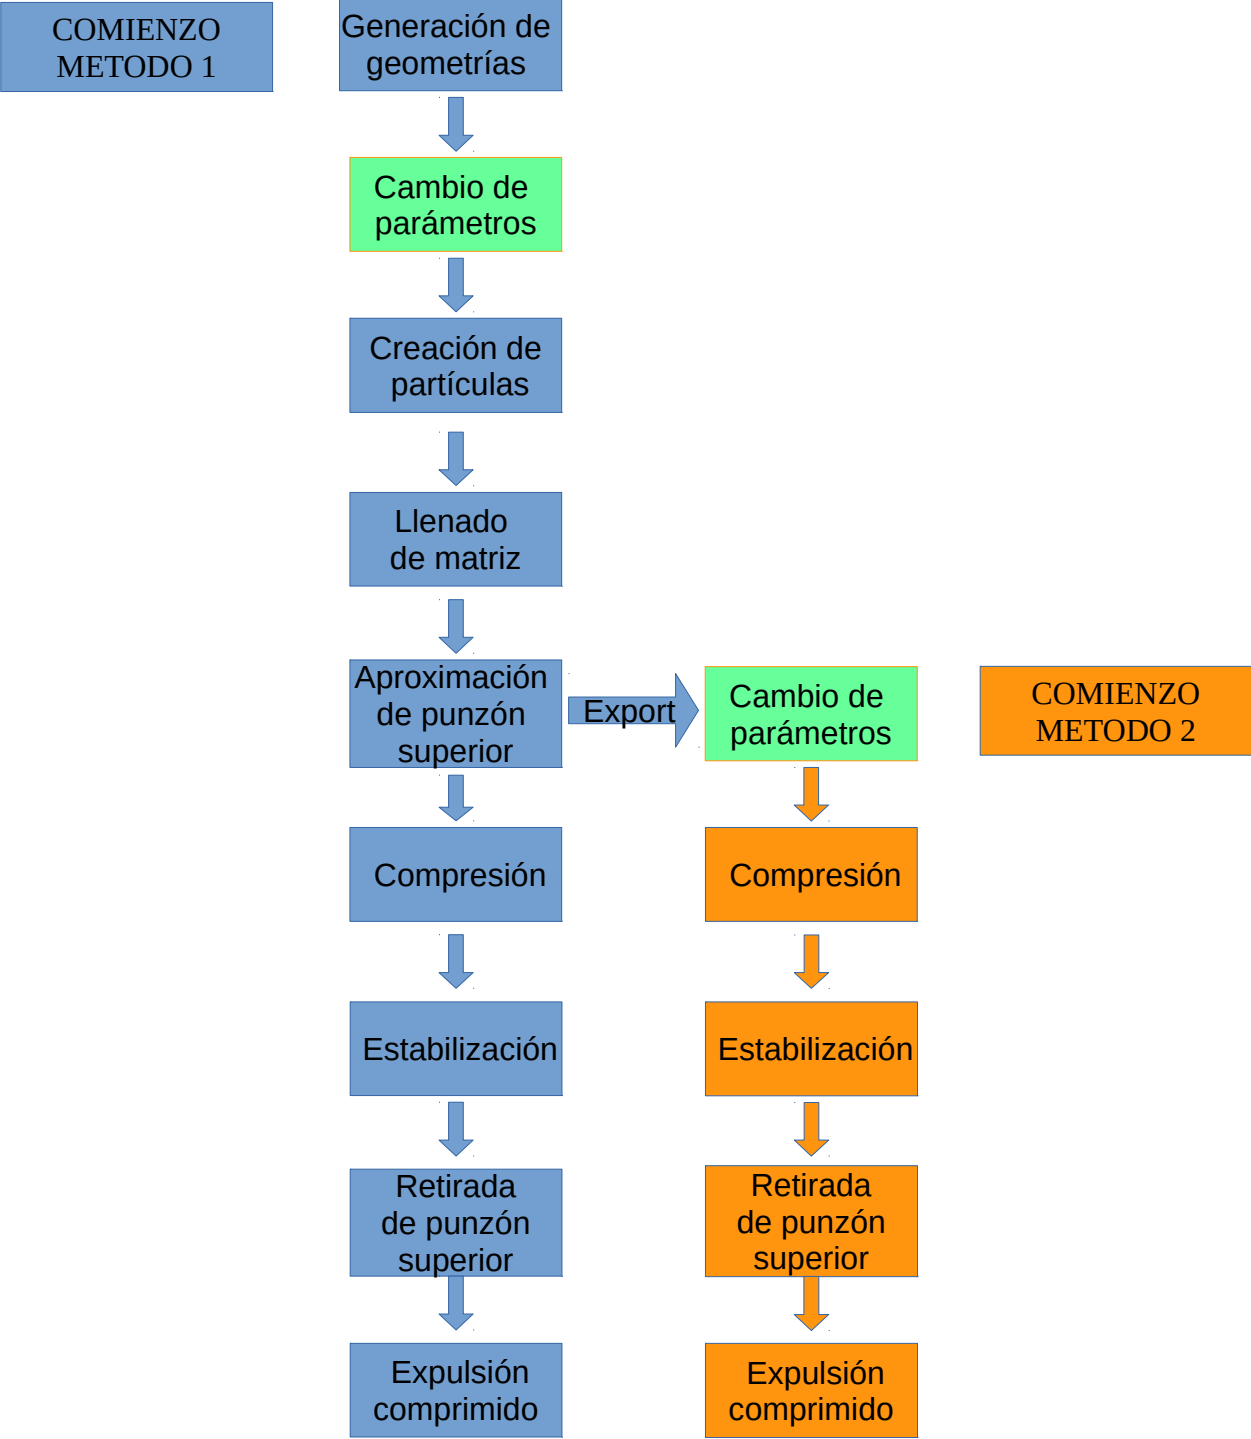 COMIENZO
METODO 1
Generación de
geometrías
Cambio de
parámetros
Creación de
partículas
Llenado
de matriz
Aproximación
de punzón
superior
Export
Cambio de
parámetros
COMIENZO
METODO 2
Compresión
Compresión
Estabilización
Estabilización
Retirada
de punzón
superior
Retirada
de punzón
superior
Expulsión
comprimido
Expulsión
comprimido